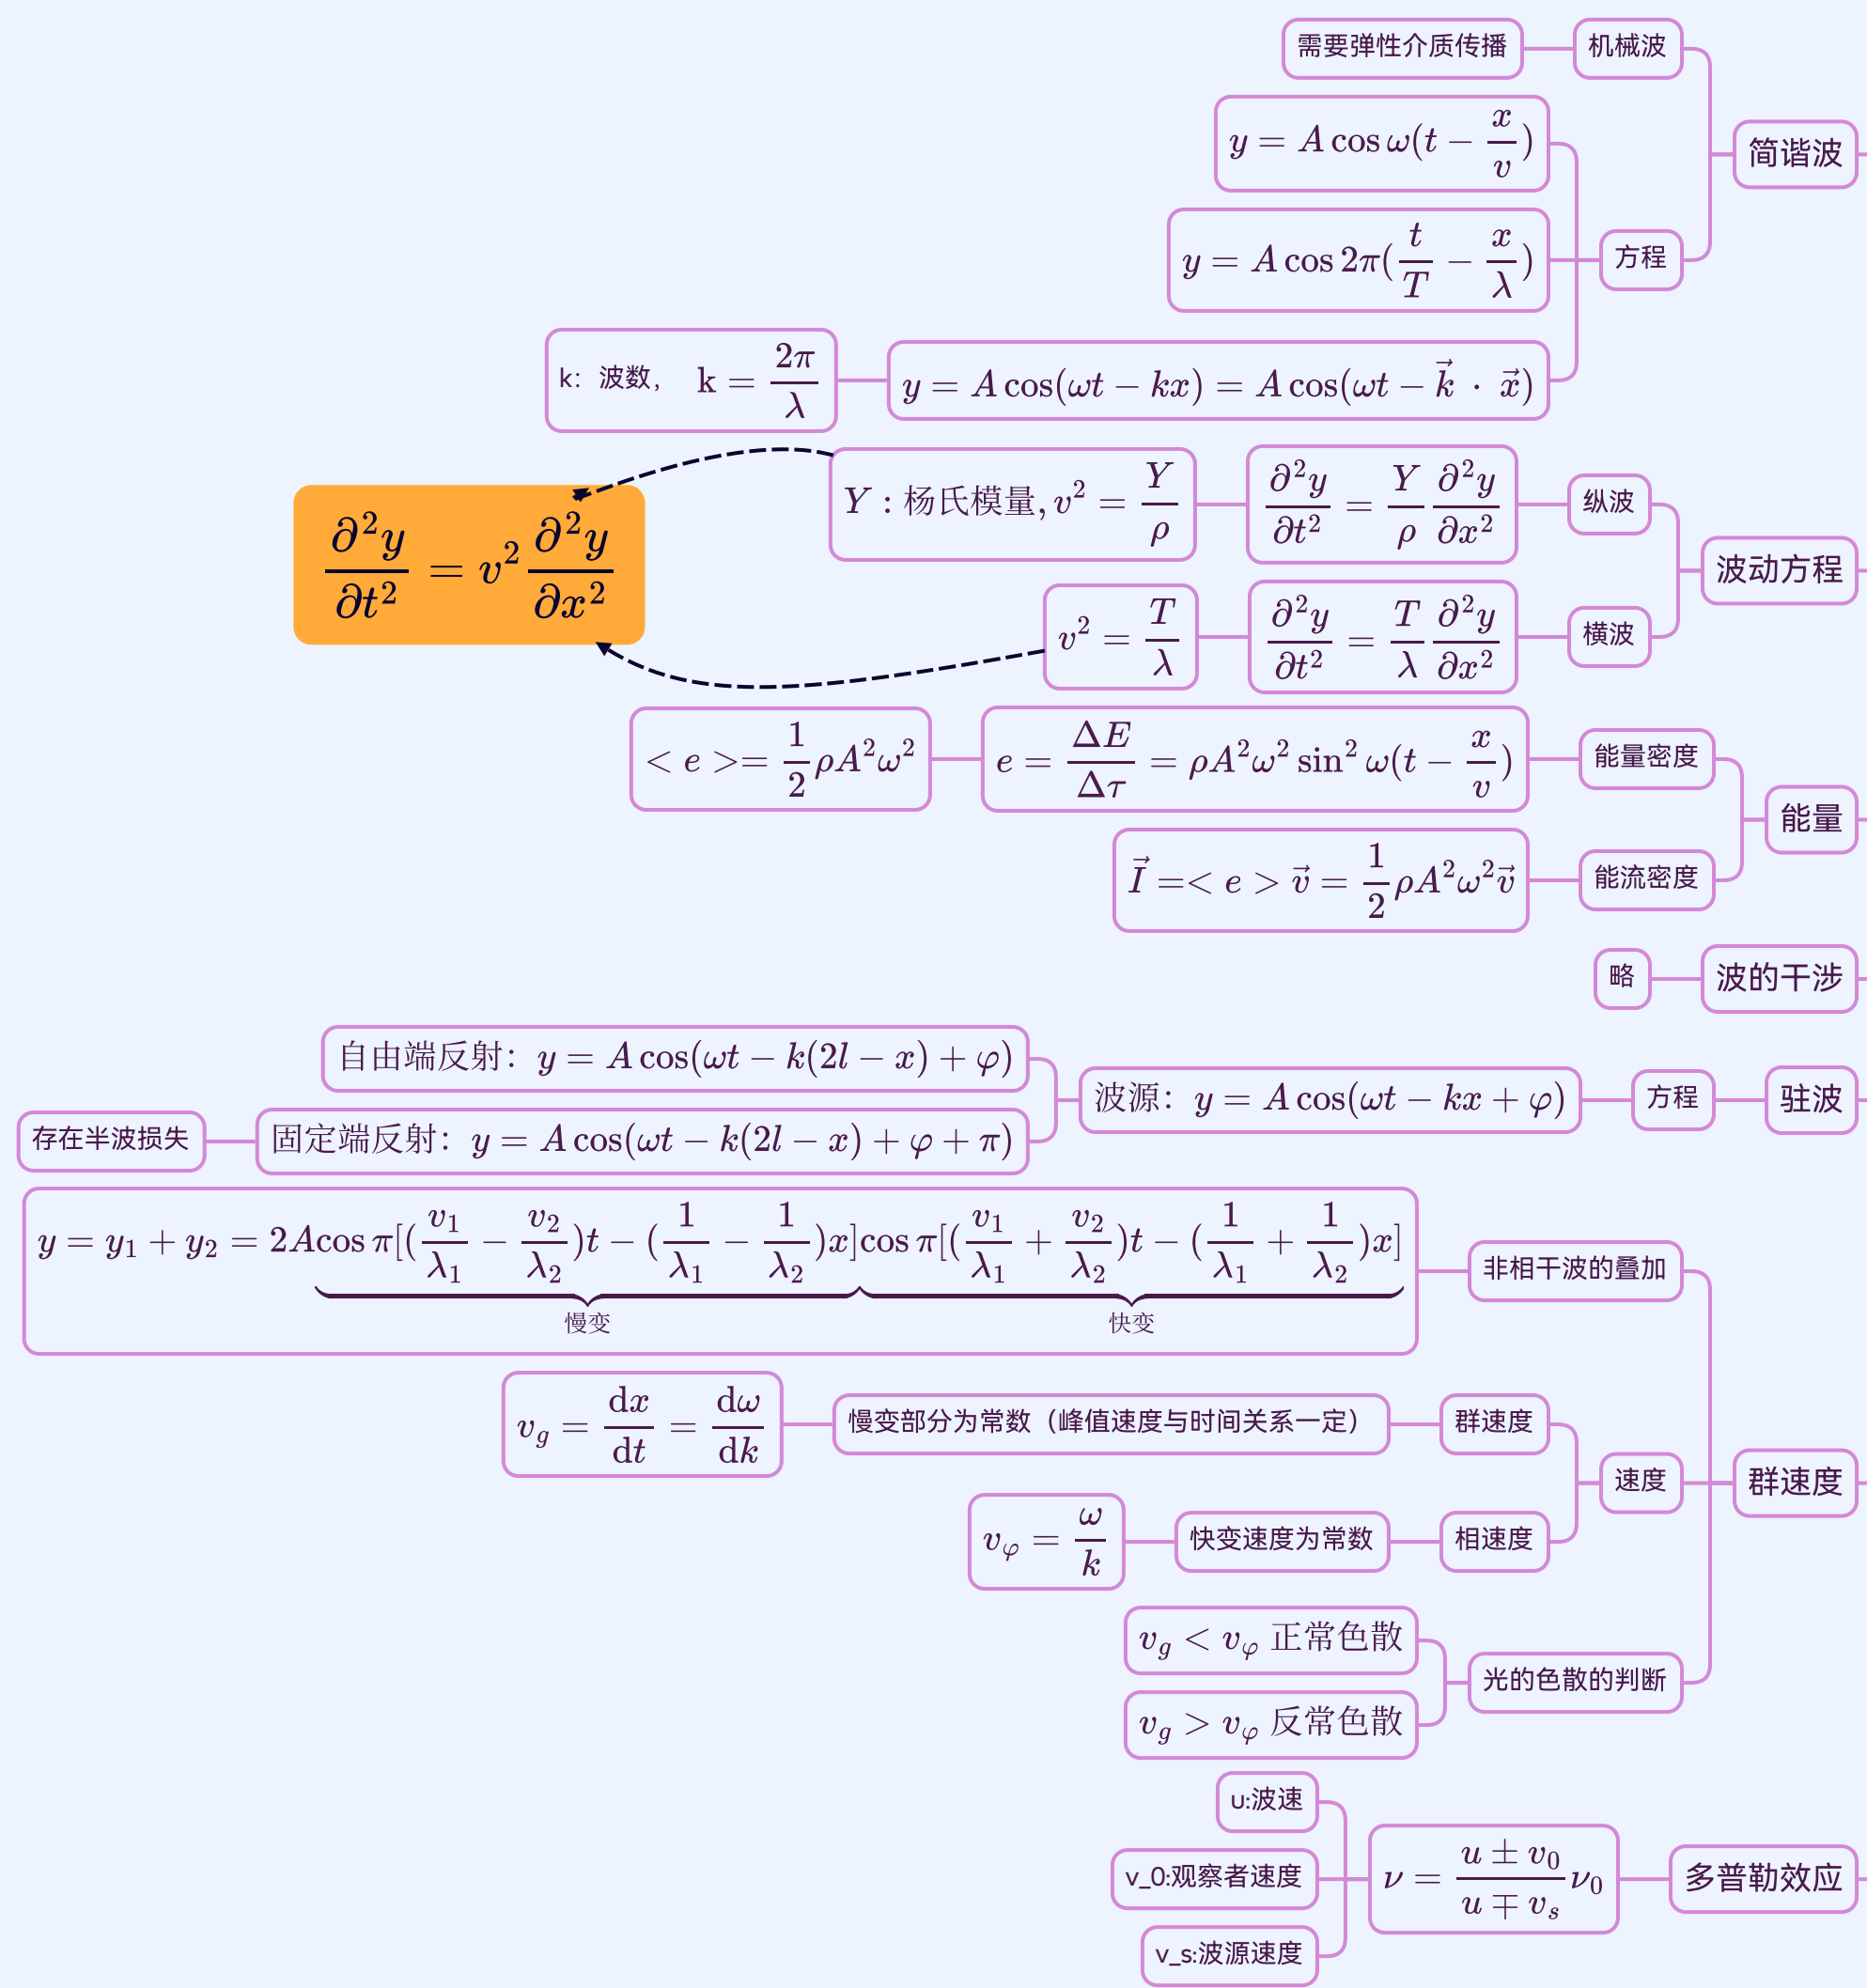 需要弹性介质传播
机械波
简谐波
y = A cos ω(t − x/v)
y = A cos 2π(t/T − x/λ)
方程
k：波数， k = 2π/λ
y = A cos(ωt − kx) = A cos(ωt − k⃗ · x⃗)
∂²y/∂t² = v² ∂²y/∂x²
Y : 杨氏模量, v² = Y/ρ
∂²y/∂t² = Y/ρ ∂²y/∂x²
纵波
波动方程
v² = T/λ
∂²y/∂t² = T/λ ∂²y/∂x²
横波
< e >= 1/2 ρA²ω²
e = ΔE/Δτ = ρA²ω² sin² ω(t − x/v)
能量密度
能量
I⃗ =< e > v⃗ = 1/2 ρA²ω²v⃗
能流密度
略
波的干涉
自由端反射：y = A cos(ωt − k(2l − x) + φ)
波源：y = A cos(ωt − kx + φ)
方程
驻波
存在半波损失
固定端反射：y = A cos(ωt − k(2l − x) + φ + π)
y = y₁ + y₂ = 2A cos π[(v₁/λ₁ − v₂/λ₂)t − (1/λ₁ − 1/λ₂)x] cos π[(v₁/λ₁ + v₂/λ₂)t − (1/λ₁ + 1/λ₂)x]
慢变
快变
非相干波的叠加
v_g = dx/dt = dω/dk
慢变部分为常数（峰值速度与时间关系一定）
群速度
速度
群速度
v_φ = ω/k
快变速度为常数
相速度
v_g < v_φ 正常色散
光的色散的判断
v_g > v_φ 反常色散
u:波速
v_0:观察者速度
ν = (u ± v₀)/(u ∓ v_s) ν₀
多普勒效应
v_s:波源速度